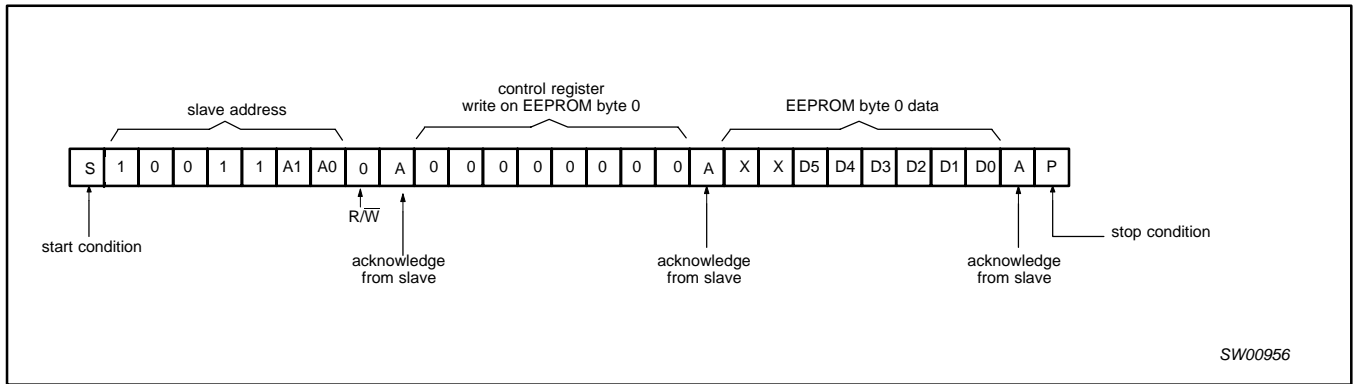 control register
slave address
write on EEPROM byte 0
EEPROM byte 0 data
S 1 0 0 1 1 A1 A0 0 A 0 0 0 0 0 0 0 0 A X X D5 D4 D3 D2 D1 D0 A P
R/W̅
start condition
stop condition
acknowledge
from slave
acknowledge
from slave
acknowledge
from slave
SW00956